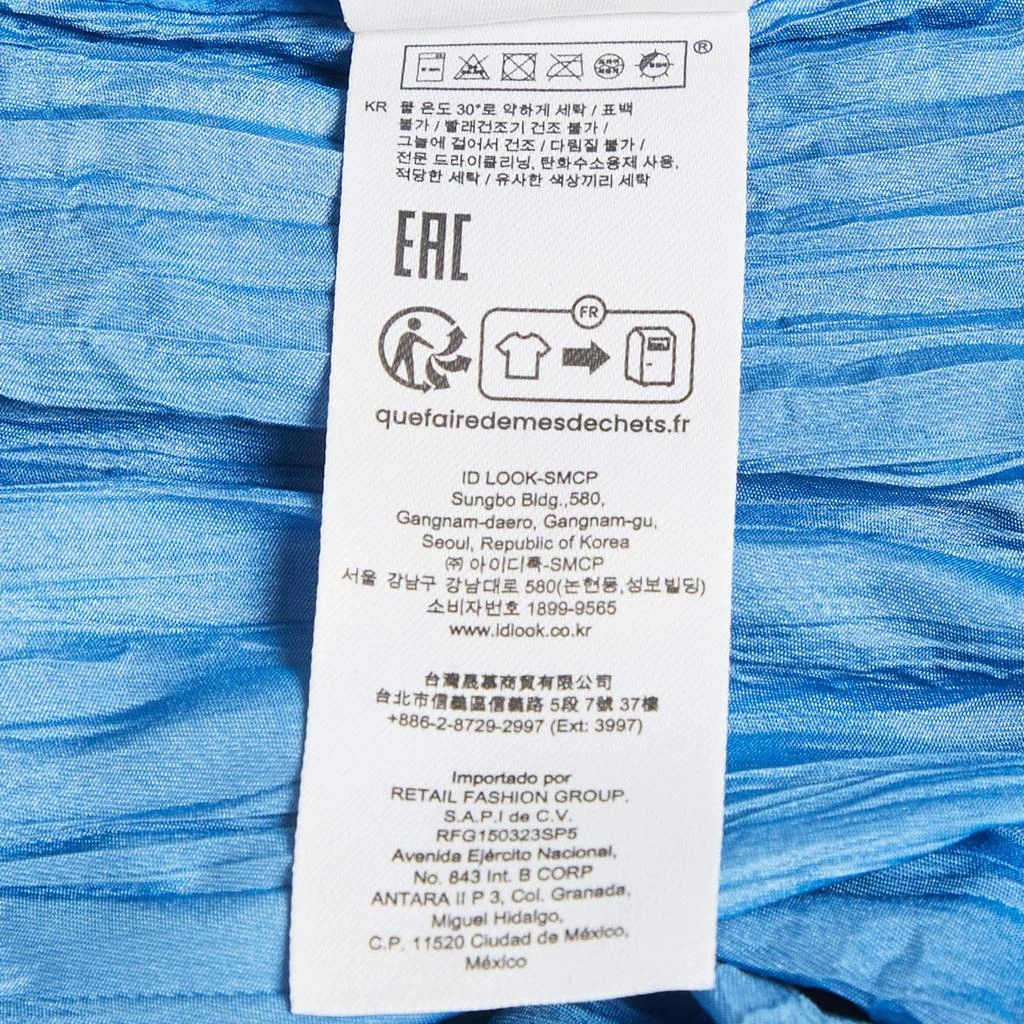 ®
KR 물 온도 30°로 약하게 세탁 / 표백
불가 / 빨래건조기 건조 불가 /
그늘에 걸어서 건조 / 다림질 불가 /
전문 드라이클리닝, 탄화수소용제 사용,
적당한 세탁 / 유사한 색상끼리 세탁
EAC
FR
quefairedemesdechets.fr
ID LOOK-SMCP
Sungbo Bldg.,580,
Gangnam-daero, Gangnam-gu,
Seoul, Republic of Korea
㈜ 아이디룩-SMCP
서울 강남구 강남대로 580(논현동,성보빌딩)
소비자번호 1899-9565
www.idlook.co.kr
台灣晟慕商貿有限公司
台北市信義區信義路 5段 7號 37樓
+886-2-8729-2997 (Ext: 3997)
Importado por
RETAIL FASHION GROUP,
S.A.P.I de C.V.
RFG150323SP5
Avenida Ejército Nacional,
No. 843 Int. B CORP
ANTARA II P 3, Col. Granada,
Miguel Hidalgo,
C.P. 11520 Ciudad de México,
México